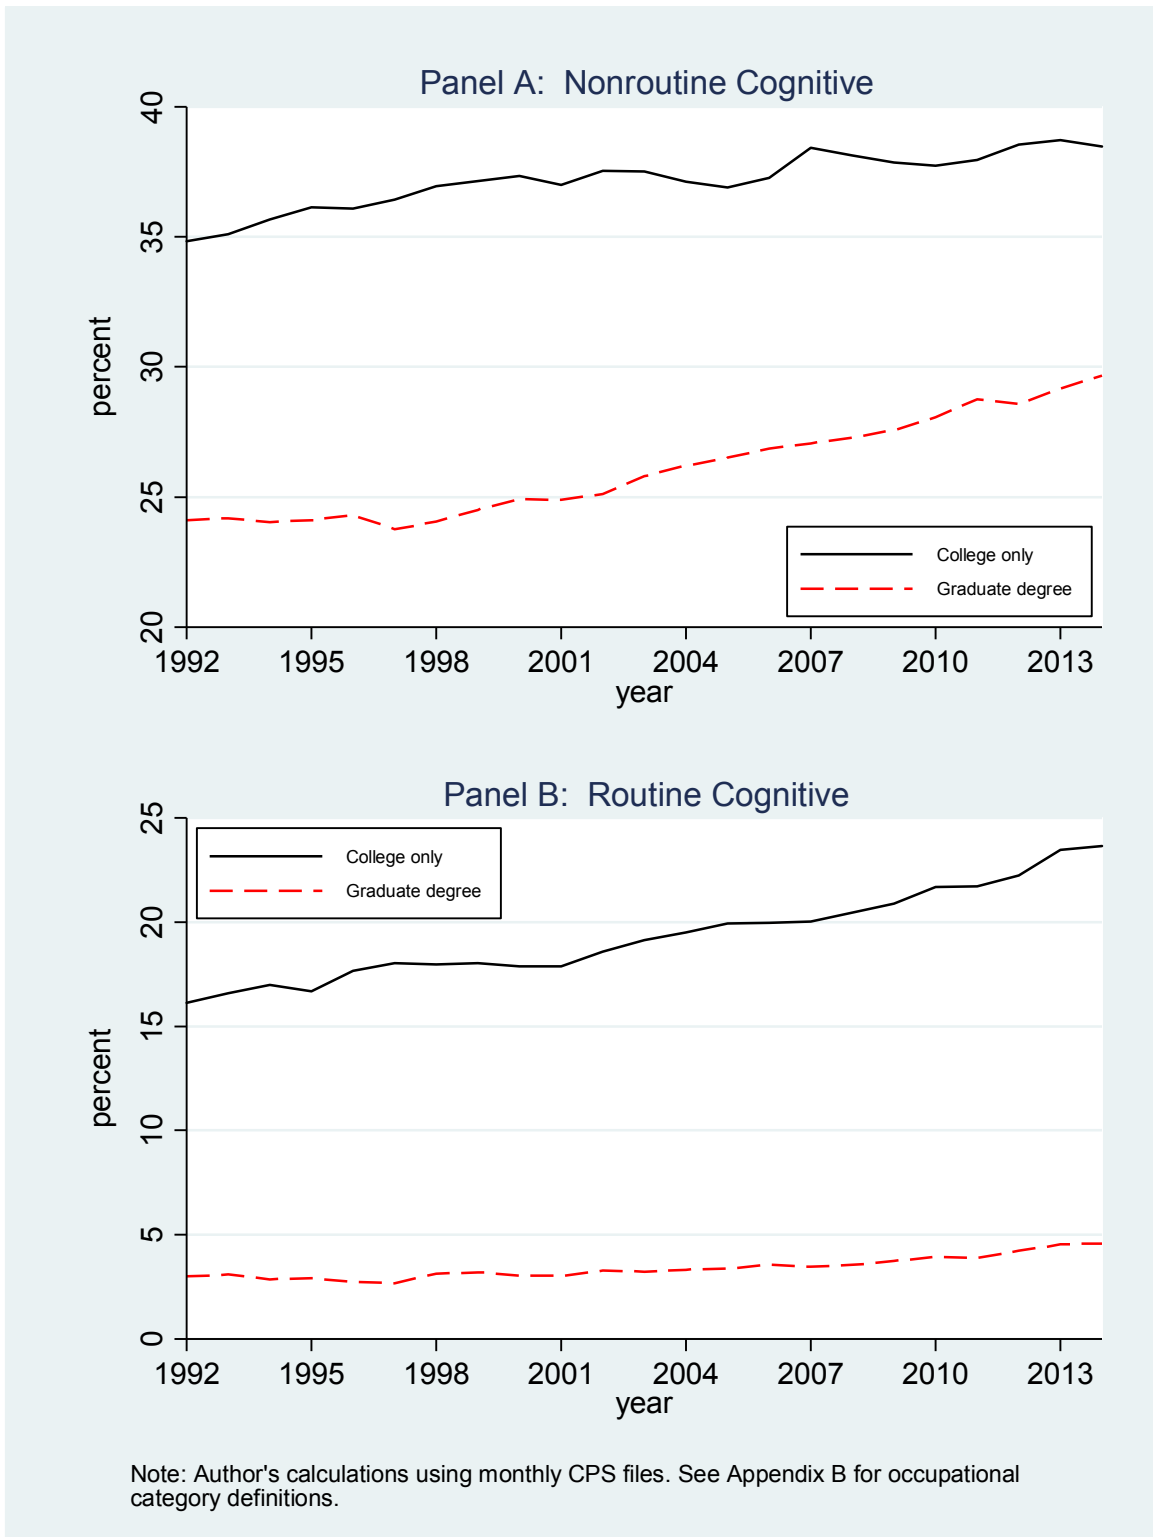 Panel A:  Nonroutine Cognitive
40
35
30
25
20
percent
College only
Graduate degree
1992 1995 1998 2001 2004 2007 2010 2013
year
Panel B:  Routine Cognitive
25
20
15
10
5
0
percent
College only
Graduate degree
1992 1995 1998 2001 2004 2007 2010 2013
year
Note: Author's calculations using monthly CPS files. See Appendix B for occupational
category definitions.